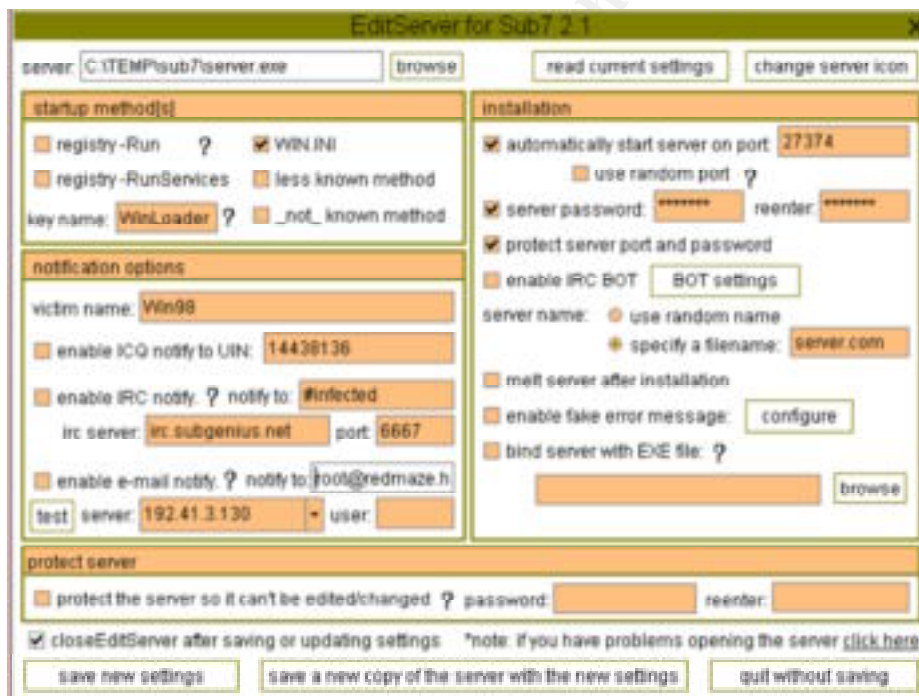 EditServer for Sub7 2.1
server: C:\TEMP\sub7\server.exe browse read current settings change server icon
startup method[s]
registry-Run ? WIN.INI
registry-RunServices less known method
key name: WinLoader ? _not_ known method
notification options
victim name: Win98
enable ICQ notify to UIN: 14438136
enable IRC notify. ? notify to: #infected
irc server: irc.subgenius.net port: 6667
enable e-mail notify. ? notify to: root@redmaze.h
test server: 192.41.3.130 user:
installation
automatically start server on port: 27374
use random port ?
server password: ******* reenter: *******
protect server port and password
enable IRC BOT BOT settings
server name: use random name
specify a filename: server.com
melt server after installation
enable fake error message: configure
bind server with EXE file: ?
browse
protect server
protect the server so it can't be edited/changed ? password: reenter:
closeEditServer after saving or updating settings *note: if you have problems opening the server click here
save new settings save a new copy of the server with the new settings quit without saving